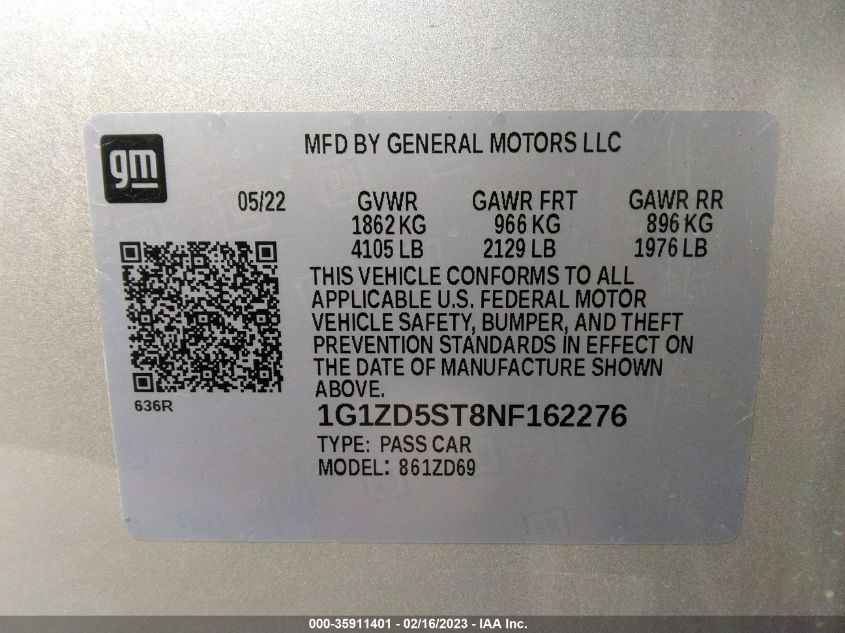 gm
MFD BY GENERAL MOTORS LLC
05/22 GVWR GAWR FRT GAWR RR
1862 KG 966 KG 896 KG
4105 LB 2129 LB 1976 LB
THIS VEHICLE CONFORMS TO ALL
APPLICABLE U.S. FEDERAL MOTOR
VEHICLE SAFETY, BUMPER, AND THEFT
PREVENTION STANDARDS IN EFFECT ON
THE DATE OF MANUFACTURE SHOWN
ABOVE.
636R
1G1ZD5ST8NF162276
TYPE: PASS CAR
MODEL: 861ZD69
gm
000-35911401 - 02/16/2023 - IAA Inc.